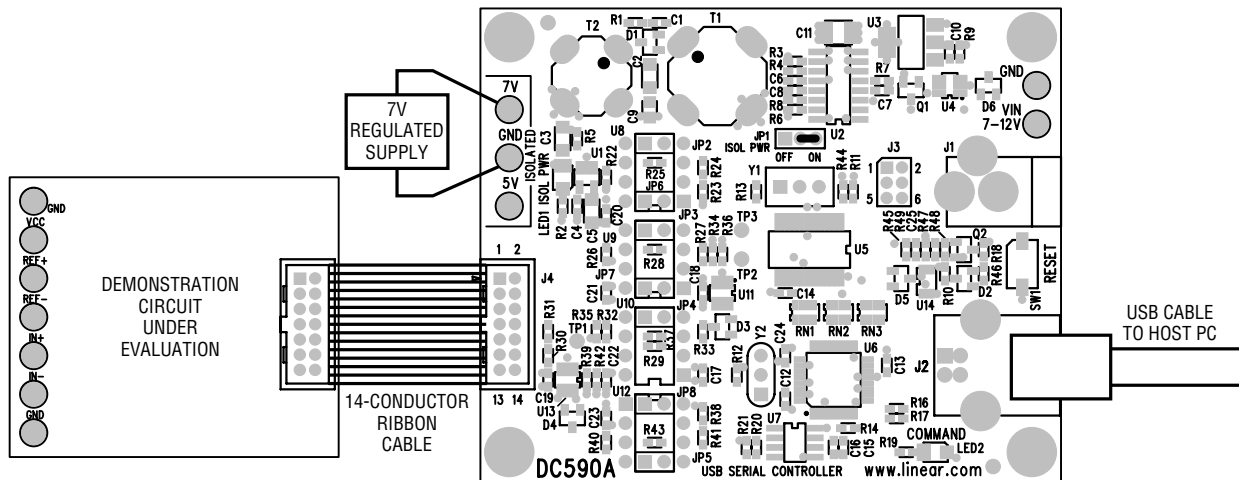 7V
REGULATED
SUPPLY
7V
GND
5V
ISOLATED
LED1 ISOL PWR
GND
VCC
REF+
REF-
IN+
IN-
GND
DEMONSTRATION
CIRCUIT
UNDER
EVALUATION
14-CONDUCTOR
RIBBON
CABLE
1 2
J4
13 14
T2
R1
C1
D1
C2
C9
T1
C11
R3
R4
C6
C8
R8
R6
U2
U3
C10
R9
R7
C7
Q1
U4
D6
GND
VIN
7-12V
C3
R5
U8
U1
R22
R25
JP2
JP6
R24
R23
JP1
ISOL PWR
OFF ON
Y1
R13
R44
R11
J3
1 2
5 6
J1
R2
C4
C5
C20
U9
JP3
R26
R28
R27
R34
R36
TP3
TP2
U5
R45
R49
C25
R47
R48
Q2
R18
R46
RESET
SW1
JP7
C21
U10
JP4
C18
U11
C14
D5
U14
R10
D2
R31
R30
R35
R32
TP1
R39
R42
C22
R37
R29
R33
D3
Y2
R12
C24
C12
RN1 RN2 RN3
U6
C13
J2
USB CABLE
TO HOST PC
C19
U13
D4
C23
R40
U12
C17
JP8
R38
R41
R43
JP5
R21
R20
U7
R14
C16
C15
R16
R17
R19
COMMAND
LED2
DC590A
USB SERIAL CONTROLLER
www.linear.com